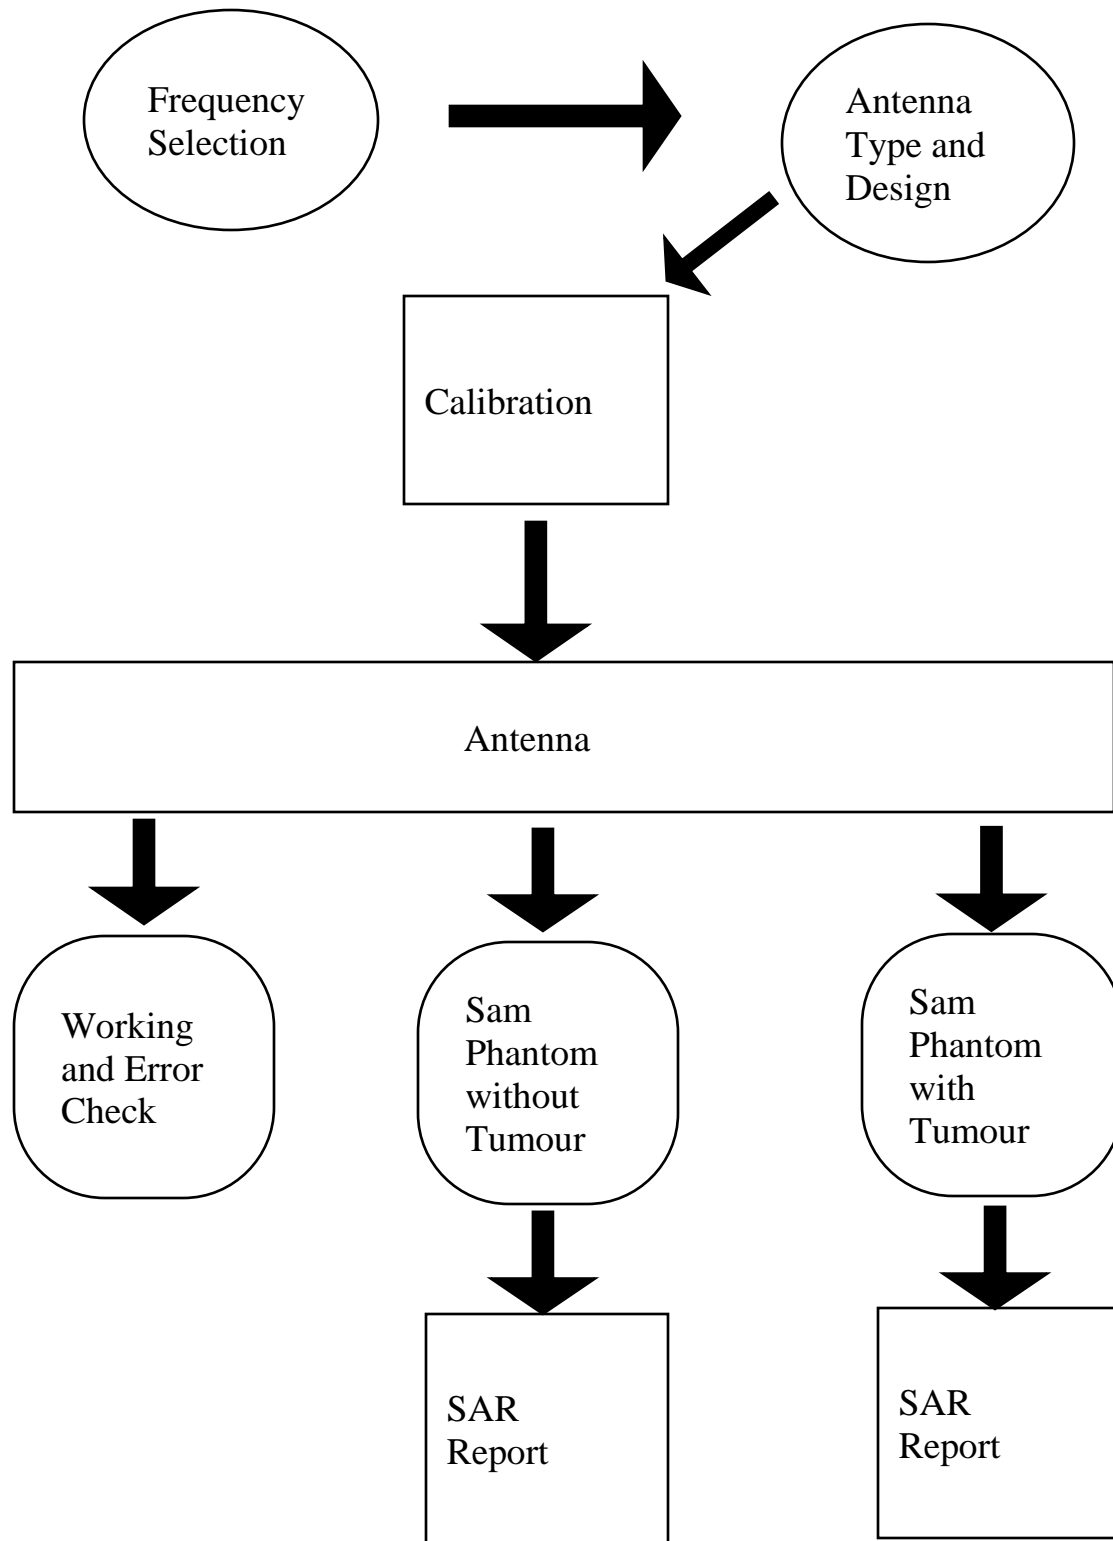 Frequency
Selection
Antenna
Type and
Design
Calibration
Antenna
Working
and Error
Check
Sam
Phantom
without
Tumour
Sam
Phantom
with
Tumour
SAR
Report
SAR
Report